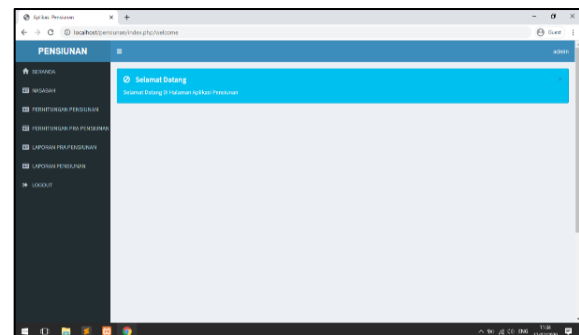 Aplikasi Pensiunan
localhost/pensiunan/index.php/welcome
Guest
PENSIUNAN
admin
BERANDA
NASABAH
PERHITUNGAN PENSIUNAN
PERHITUNGAN PRA PENSIUNAN
LAPORAN PRA PENSIUNAN
LAPORAN PENSIUNAN
LOGOUT
Selamat Datang
Selamat Datang Di Halaman Aplikasi Pensiunan
ENG